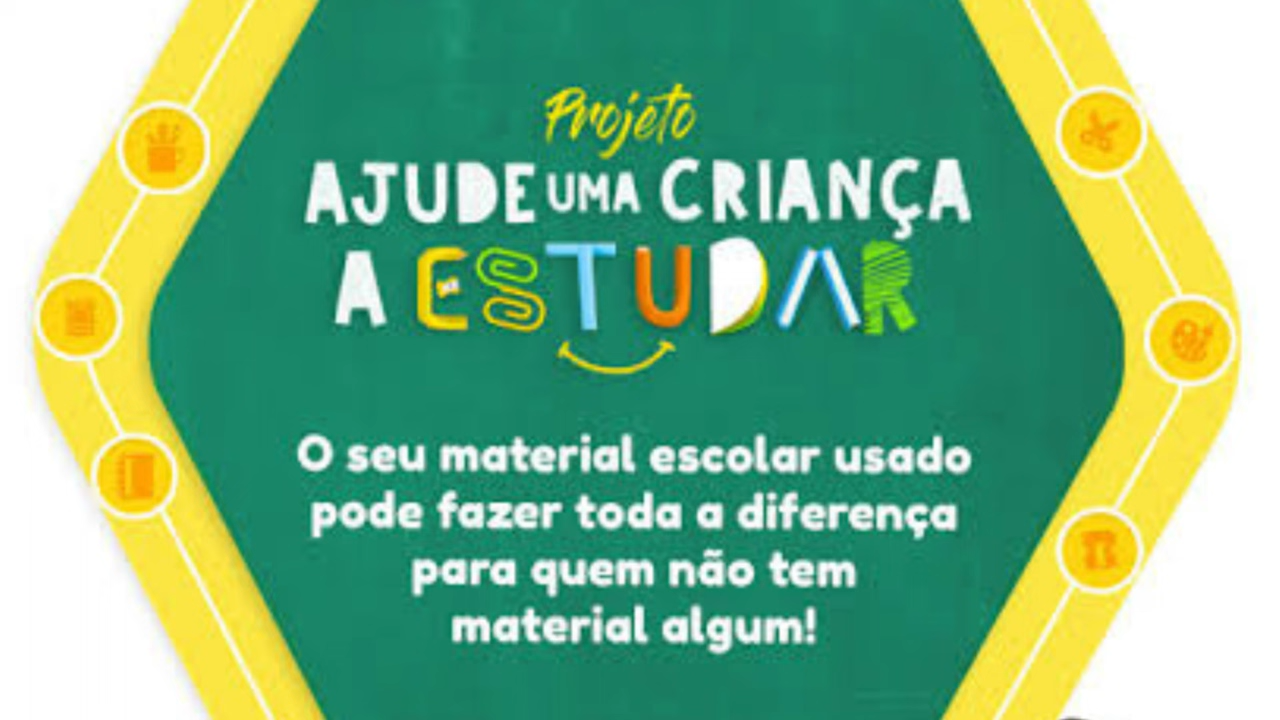 Projeto
AJUDE UMA CRIANÇA
A ESTUDAR
O seu material escolar usado
pode fazer toda a diferença
para quem não tem
material algum!